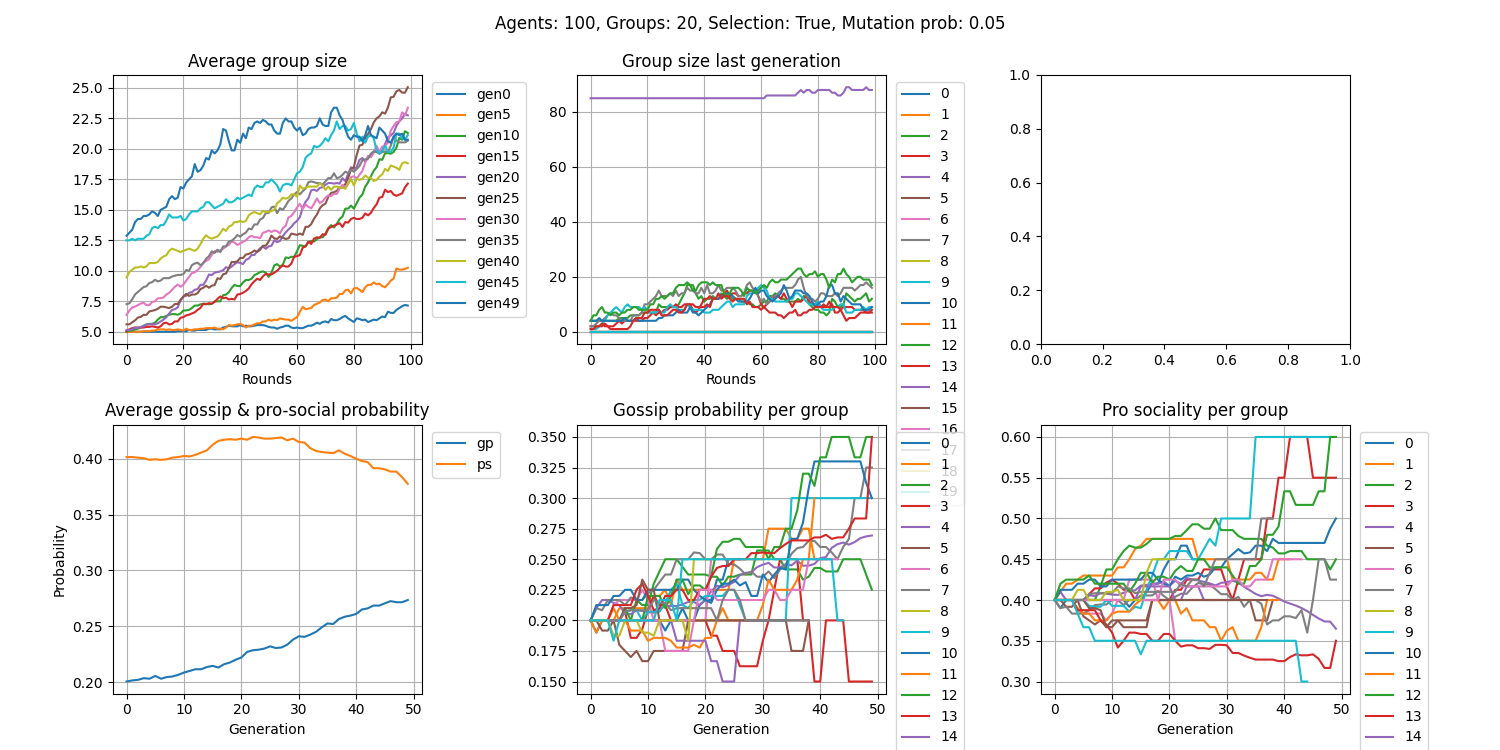 Agents: 100, Groups: 20, Selection: True, Mutation prob: 0.05
Average group size
25.0
22.5
20.0
17.5
15.0
12.5
10.0
7.5
5.0
0 20 40 60 80 100
Rounds
gen0
gen5
gen10
gen15
gen20
gen25
gen30
gen35
gen40
gen45
gen49
Group size last generation
80
60
40
20
0
0 20 40 60 80 100
Rounds
0
1
2
3
4
5
6
7
8
9
10
11
12
13
14
15
16
17
18
19
1.0
0.8
0.6
0.4
0.2
0.0
0.0 0.2 0.4 0.6 0.8 1.0
Average gossip & pro-social probability
Probability
0.40
0.35
0.30
0.25
0.20
0 10 20 30 40 50
Generation
gp
ps
Gossip probability per group
0.350
0.325
0.300
0.275
0.250
0.225
0.200
0.175
0.150
0 10 20 30 40 50
Generation
0
1
2
3
4
5
6
7
8
9
10
11
12
13
14
Pro sociality per group
0.60
0.55
0.50
0.45
0.40
0.35
0.30
0 10 20 30 40 50
Generation
0
1
2
3
4
5
6
7
8
9
10
11
12
13
14